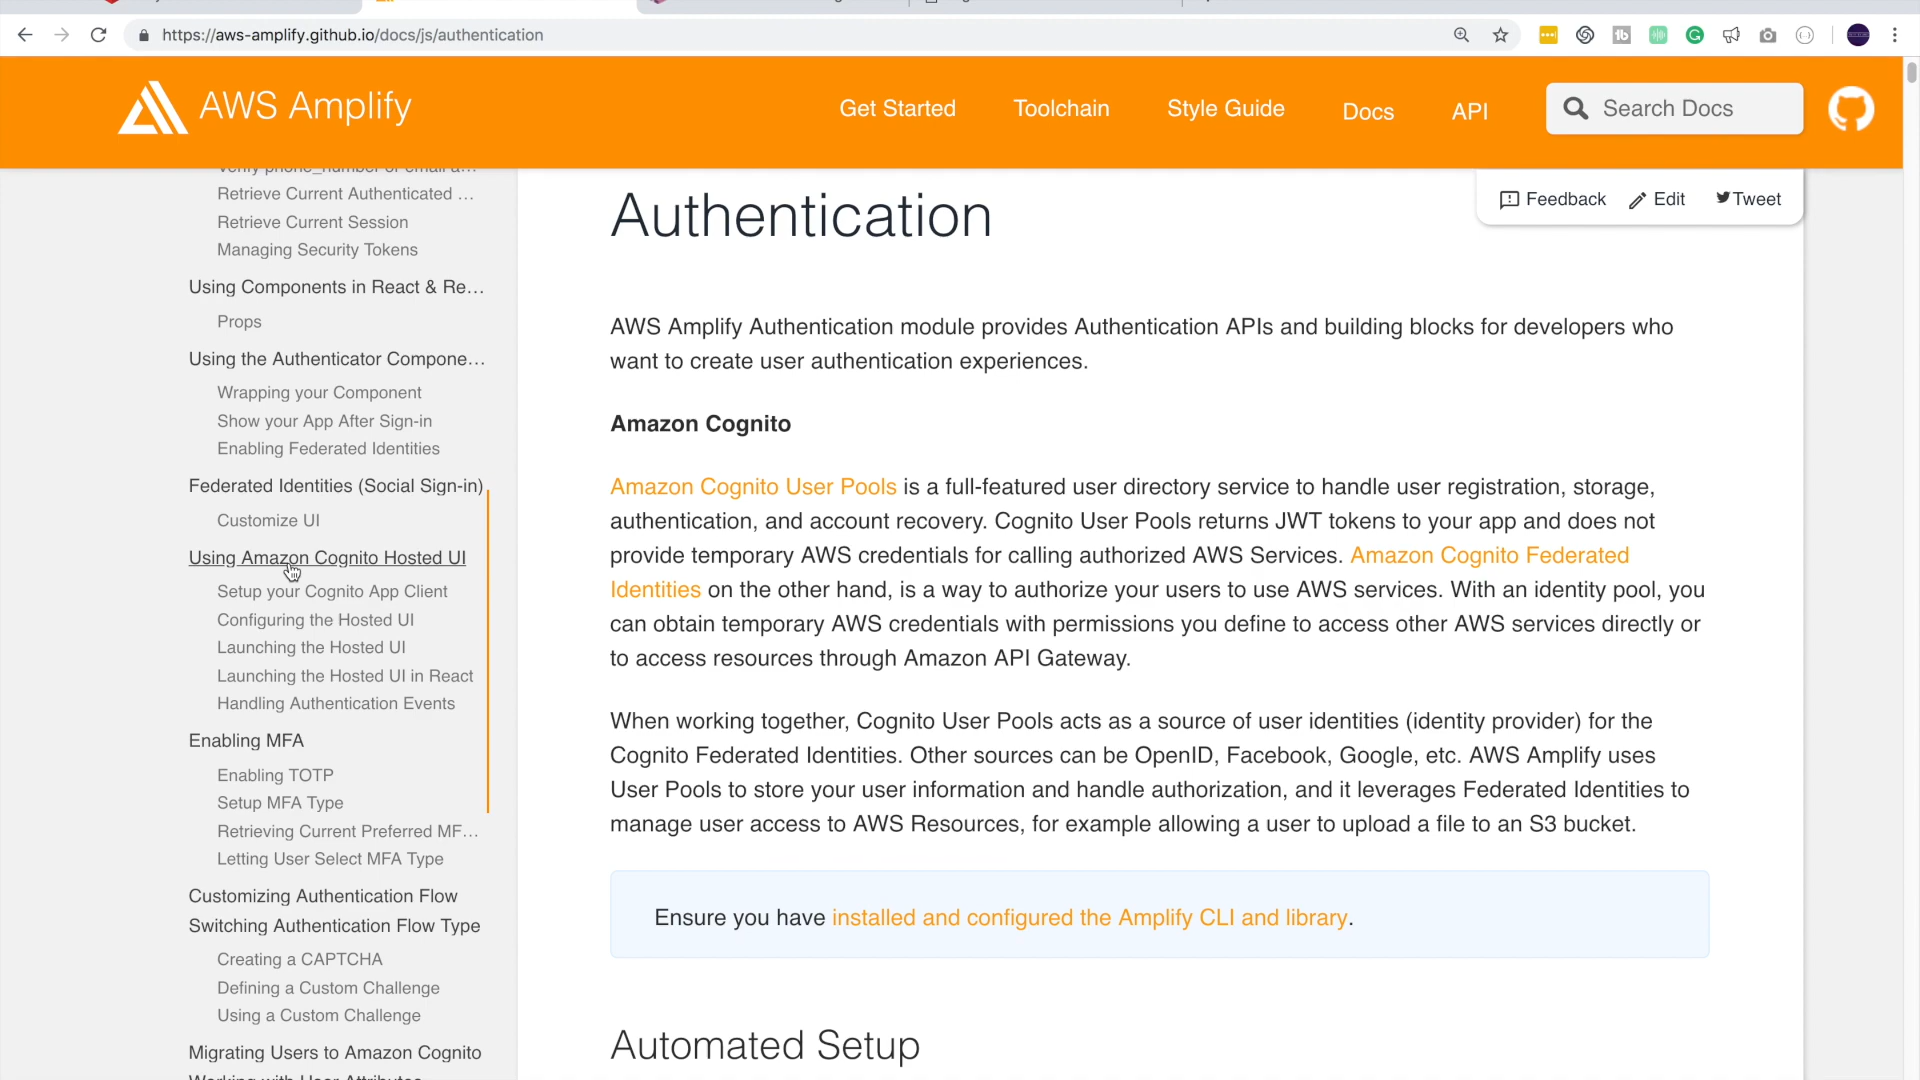 https://aws-amplify.github.io/docs/js/authentication
AWS Amplify
Get Started
Toolchain
Style Guide
Docs
API
Search Docs
Retrieve Current Authenticated …
Retrieve Current Session
Managing Security Tokens
Using Components in React & Re…
Props
Using the Authenticator Compone…
Wrapping your Component
Show your App After Sign-in
Enabling Federated Identities
Federated Identities (Social Sign-in)
Customize UI
Using Amazon Cognito Hosted UI
Setup your Cognito App Client
Configuring the Hosted UI
Launching the Hosted UI
Launching the Hosted UI in React
Handling Authentication Events
Enabling MFA
Enabling TOTP
Setup MFA Type
Retrieving Current Preferred MF…
Letting User Select MFA Type
Customizing Authentication Flow
Switching Authentication Flow Type
Creating a CAPTCHA
Defining a Custom Challenge
Using a Custom Challenge
Migrating Users to Amazon Cognito
Feedback
Edit
Tweet
Authentication
AWS Amplify Authentication module provides Authentication APIs and building blocks for developers who
want to create user authentication experiences.
Amazon Cognito
Amazon Cognito User Pools is a full-featured user directory service to handle user registration, storage,
authentication, and account recovery. Cognito User Pools returns JWT tokens to your app and does not
provide temporary AWS credentials for calling authorized AWS Services. Amazon Cognito Federated
Identities on the other hand, is a way to authorize your users to use AWS services. With an identity pool, you
can obtain temporary AWS credentials with permissions you define to access other AWS services directly or
to access resources through Amazon API Gateway.
When working together, Cognito User Pools acts as a source of user identities (identity provider) for the
Cognito Federated Identities. Other sources can be OpenID, Facebook, Google, etc. AWS Amplify uses
User Pools to store your user information and handle authorization, and it leverages Federated Identities to
manage user access to AWS Resources, for example allowing a user to upload a file to an S3 bucket.
Ensure you have installed and configured the Amplify CLI and library.
Automated Setup